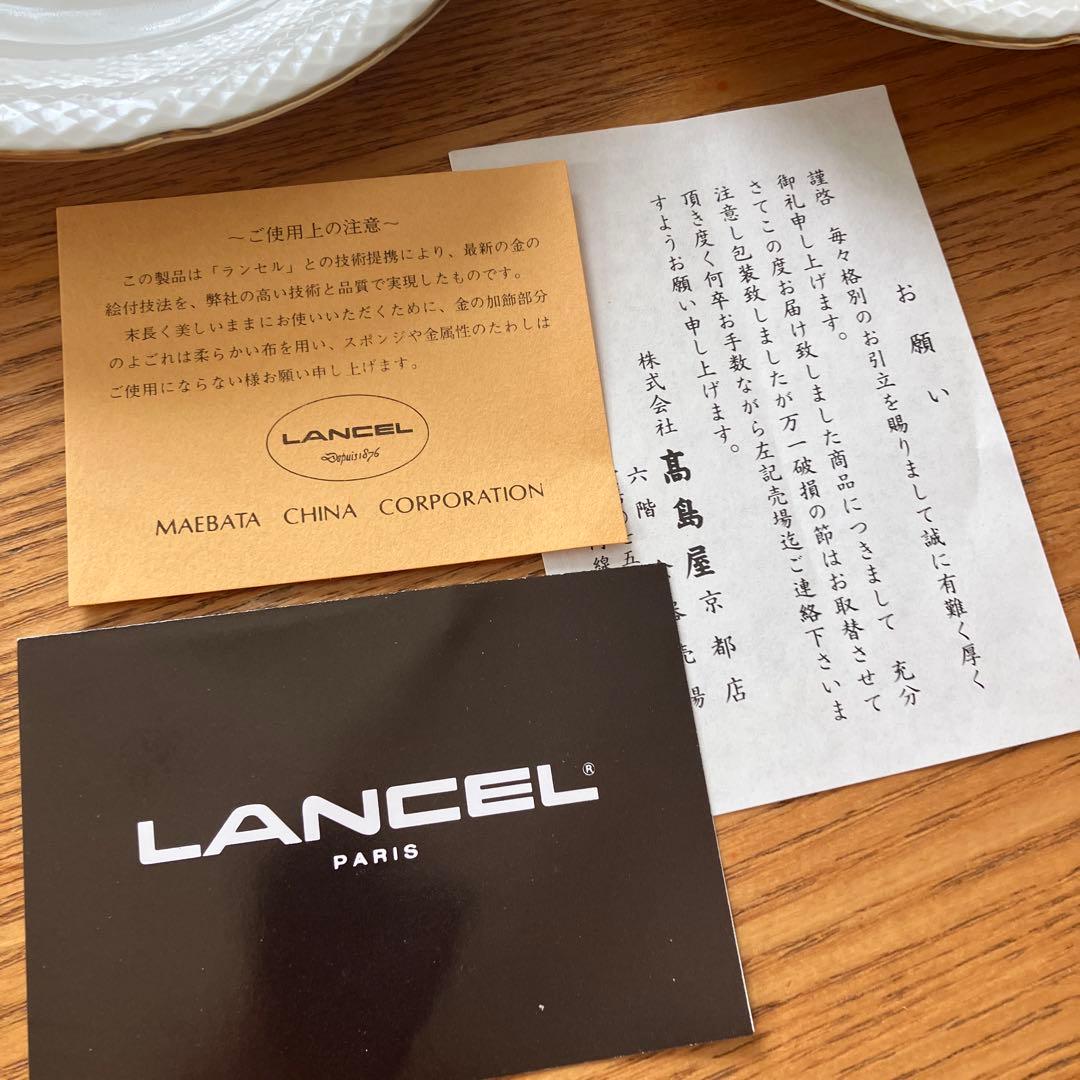 ～ご使用上の注意～
この製品は「ランセル」との技術提携により、最新の金の
絵付技法を、弊社の高い技術と品質で実現したものです。
末長く美しいままにお使いいただくために、金の加飾部分
のよごれは柔らかい布を用い、スポンジや金属性のたわしは
ご使用にならない様お願い申し上げます。
LANCEL
Depuis 1876
MAEBATA CHINA CORPORATION
お願い
謹啓 毎々格別のお引立を賜りまして誠に有難く厚く
御礼申し上げます。
さてこの度お届け致しました商品につきまして 充分
注意し包装致しましたが万一破損の節はお取替させて
頂き度く何卒お手数ながら左記売場迄ご連絡下さいま
すようお願い申し上げます。
株式会社 髙島屋京都店
六階 売場
LANCEL®
PARIS